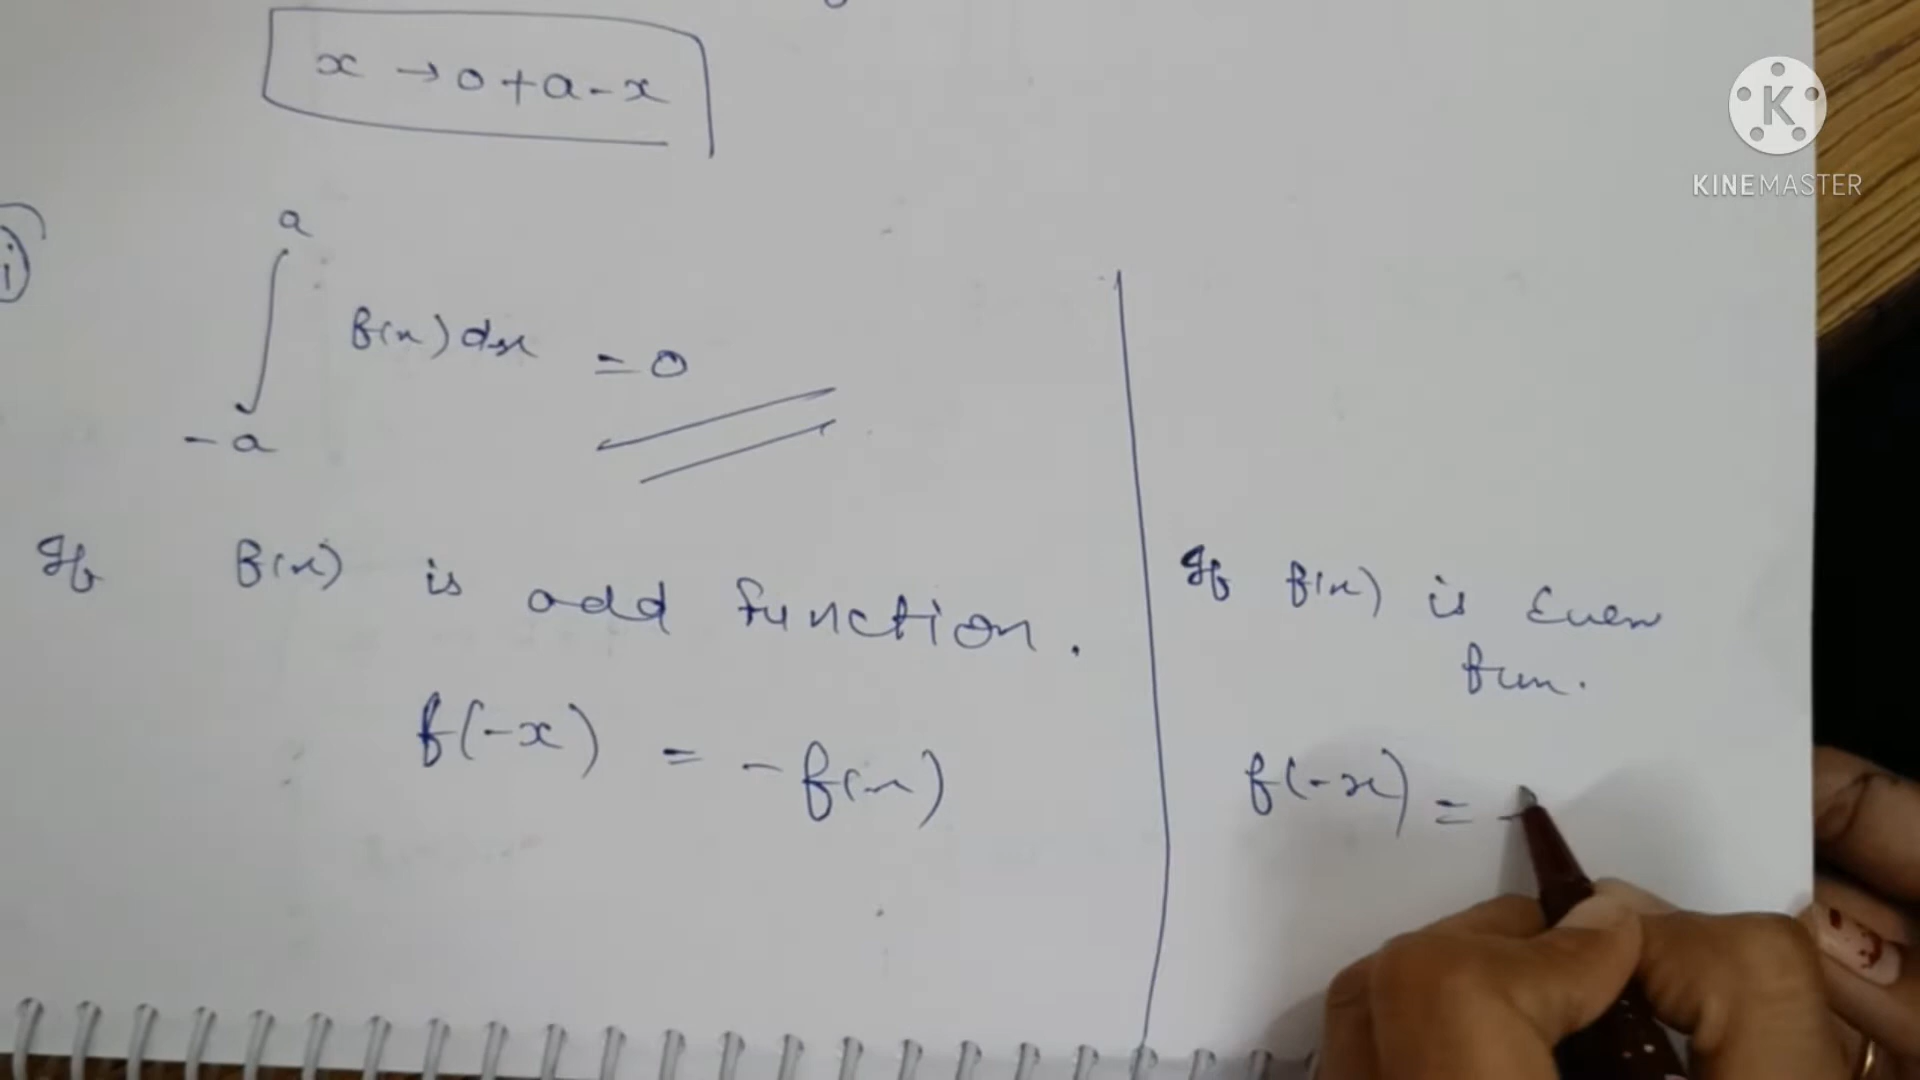 x → 0 + a - x
KINEMASTER
i)
a
∫ f(x) dx = 0
-a
If f(x) is odd function.
f(-x) = - f(x)
If f(x) is Even
fun.
f(-x) =